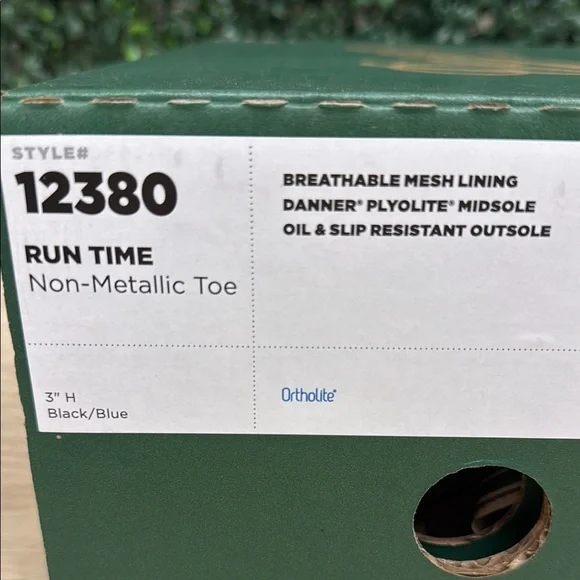 STYLE#
12380
RUN TIME
Non-Metallic Toe
BREATHABLE MESH LINING
DANNER® PLYOLITE® MIDSOLE
OIL & SLIP RESISTANT OUTSOLE
3" H
Black/Blue
Ortholite®